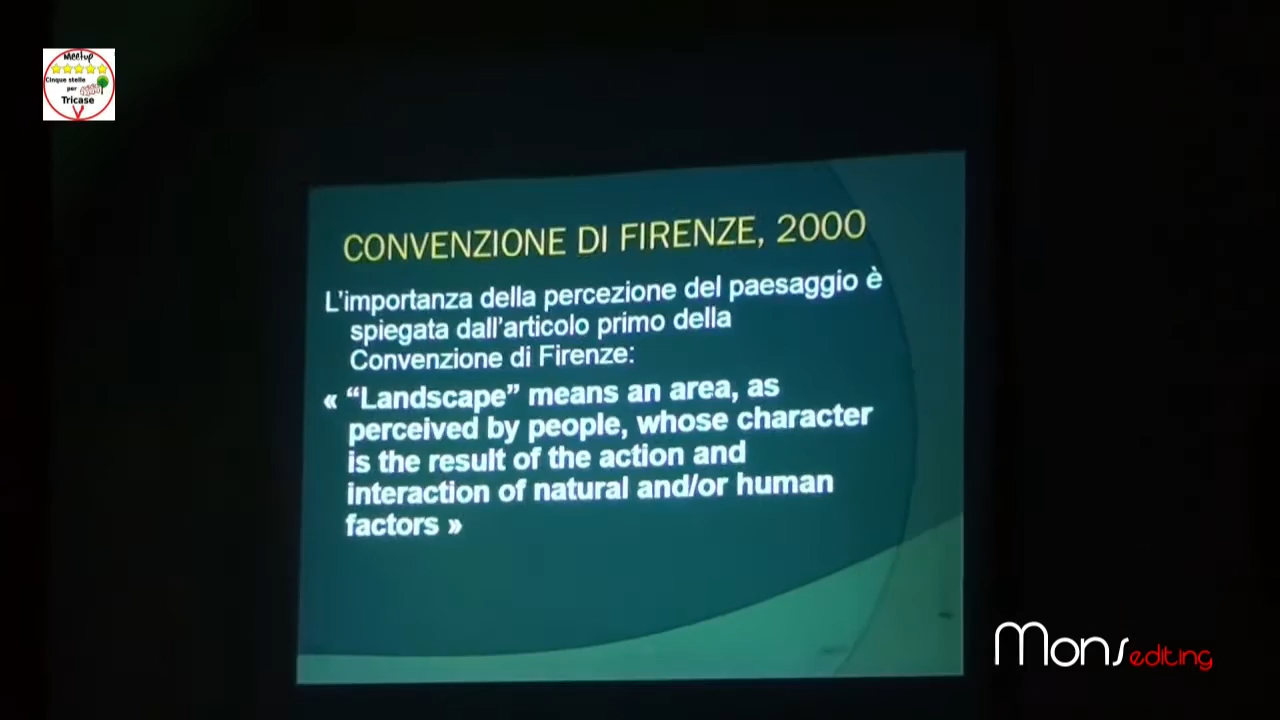 Meetup
Cinque stelle
per
Tricase
CONVENZIONE DI FIRENZE, 2000
L'importanza della percezione del paesaggio è
spiegata dall'articolo primo della
Convenzione di Firenze:
« “Landscape” means an area, as
perceived by people, whose character
is the result of the action and
interaction of natural and/or human
factors »
Mons editing